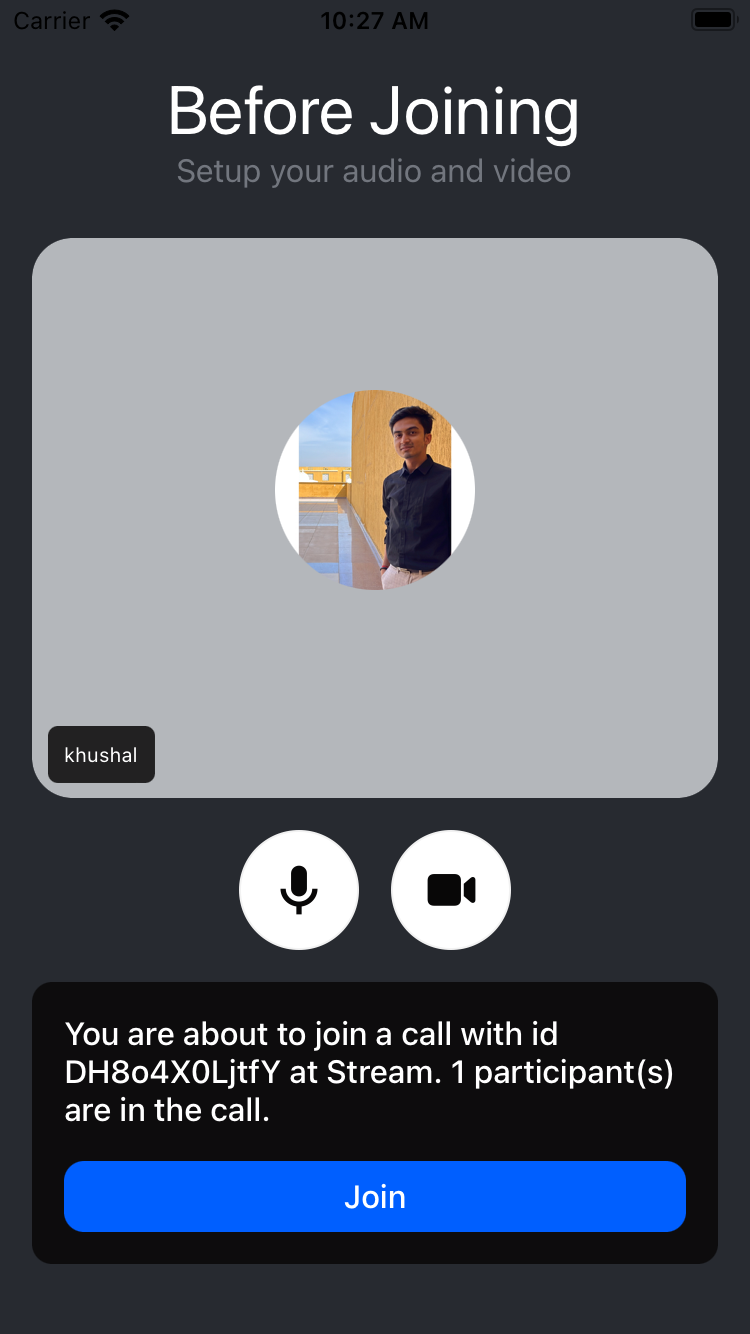 Carrier 10:27 AM
Before Joining
Setup your audio and video
khushal
You are about to join a call with id
DH8o4X0LjtfY at Stream. 1 participant(s)
are in the call.
Join